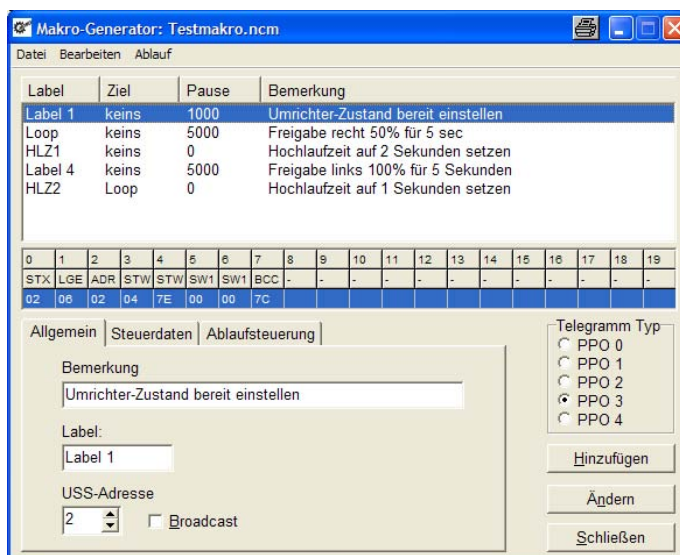 Makro-Generator: Testmakro.ncm
Datei Bearbeiten Ablauf
Label Ziel Pause Bemerkung
Label 1 keins 1000 Umrichter-Zustand bereit einstellen
Loop keins 5000 Freigabe recht 50% für 5 sec
HLZ1 keins 0 Hochlaufzeit auf 2 Sekunden setzen
Label 4 keins 5000 Freigabe links 100% für 5 Sekunden
HLZ2 Loop 0 Hochlaufzeit auf 1 Sekunden setzen
0 1 2 3 4 5 6 7 8 9 10 11 12 13 14 15 16 17 18 19
STX LGE ADR STW STW SW1 SW1 BCC - - - - - - - - - - - -
02 06 02 04 7E 00 00 7C
Allgemein Steuerdaten Ablaufsteuerung
Bemerkung
Umrichter-Zustand bereit einstellen
Label:
Label 1
USS-Adresse
2 Broadcast
Telegramm Typ
PPO 0
PPO 1
PPO 2
PPO 3
PPO 4
Hinzufügen
Ändern
Schließen